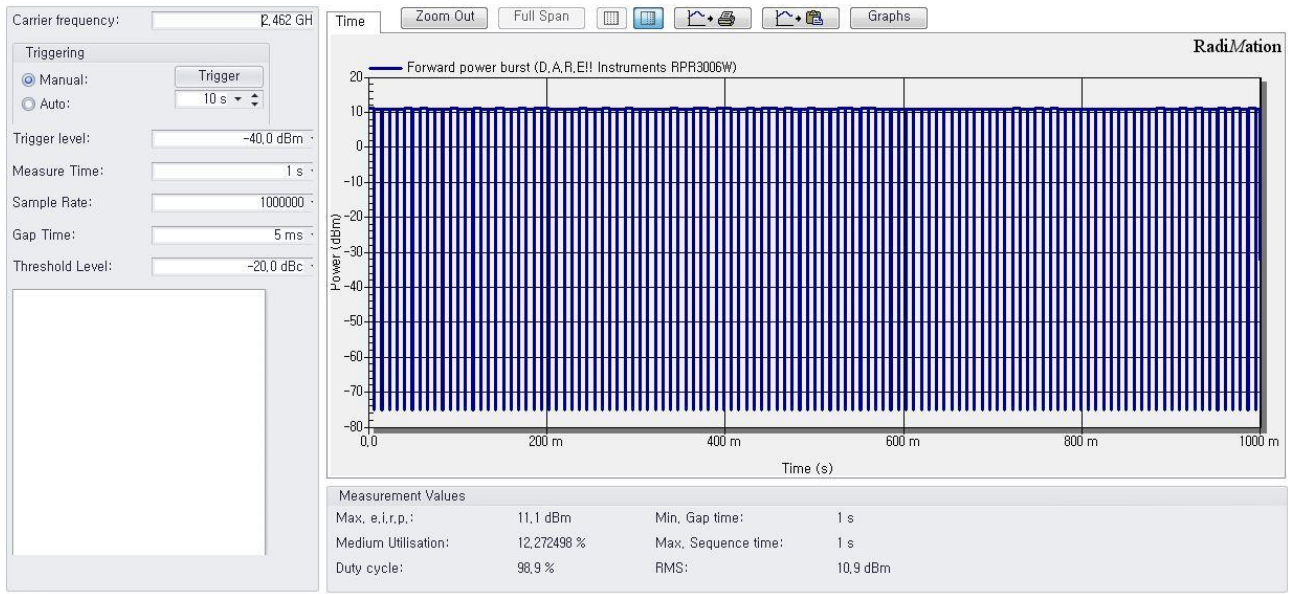 Carrier frequency: 2,462 GH
Triggering
Manual: Trigger
Auto: 10 s
Trigger level: -40,0 dBm
Measure Time: 1 s
Sample Rate: 1000000
Gap Time: 5 ms
Threshold Level: -20,0 dBc
Time Zoom Out Full Span Graphs
RadiMation
Forward power burst (D,A,R,E!! Instruments RPR3006W)
20
10
0
-10
-20
-30
-40
-50
-60
-70
-80
Power (dBm)
0,0 200 m 400 m 600 m 800 m 1000 m
Time (s)
Measurement Values
Max, e,i,r,p,: 11,1 dBm Min, Gap time: 1 s
Medium Utilisation: 12,272498 % Max, Sequence time: 1 s
Duty cycle: 98,9 % RMS: 10,9 dBm